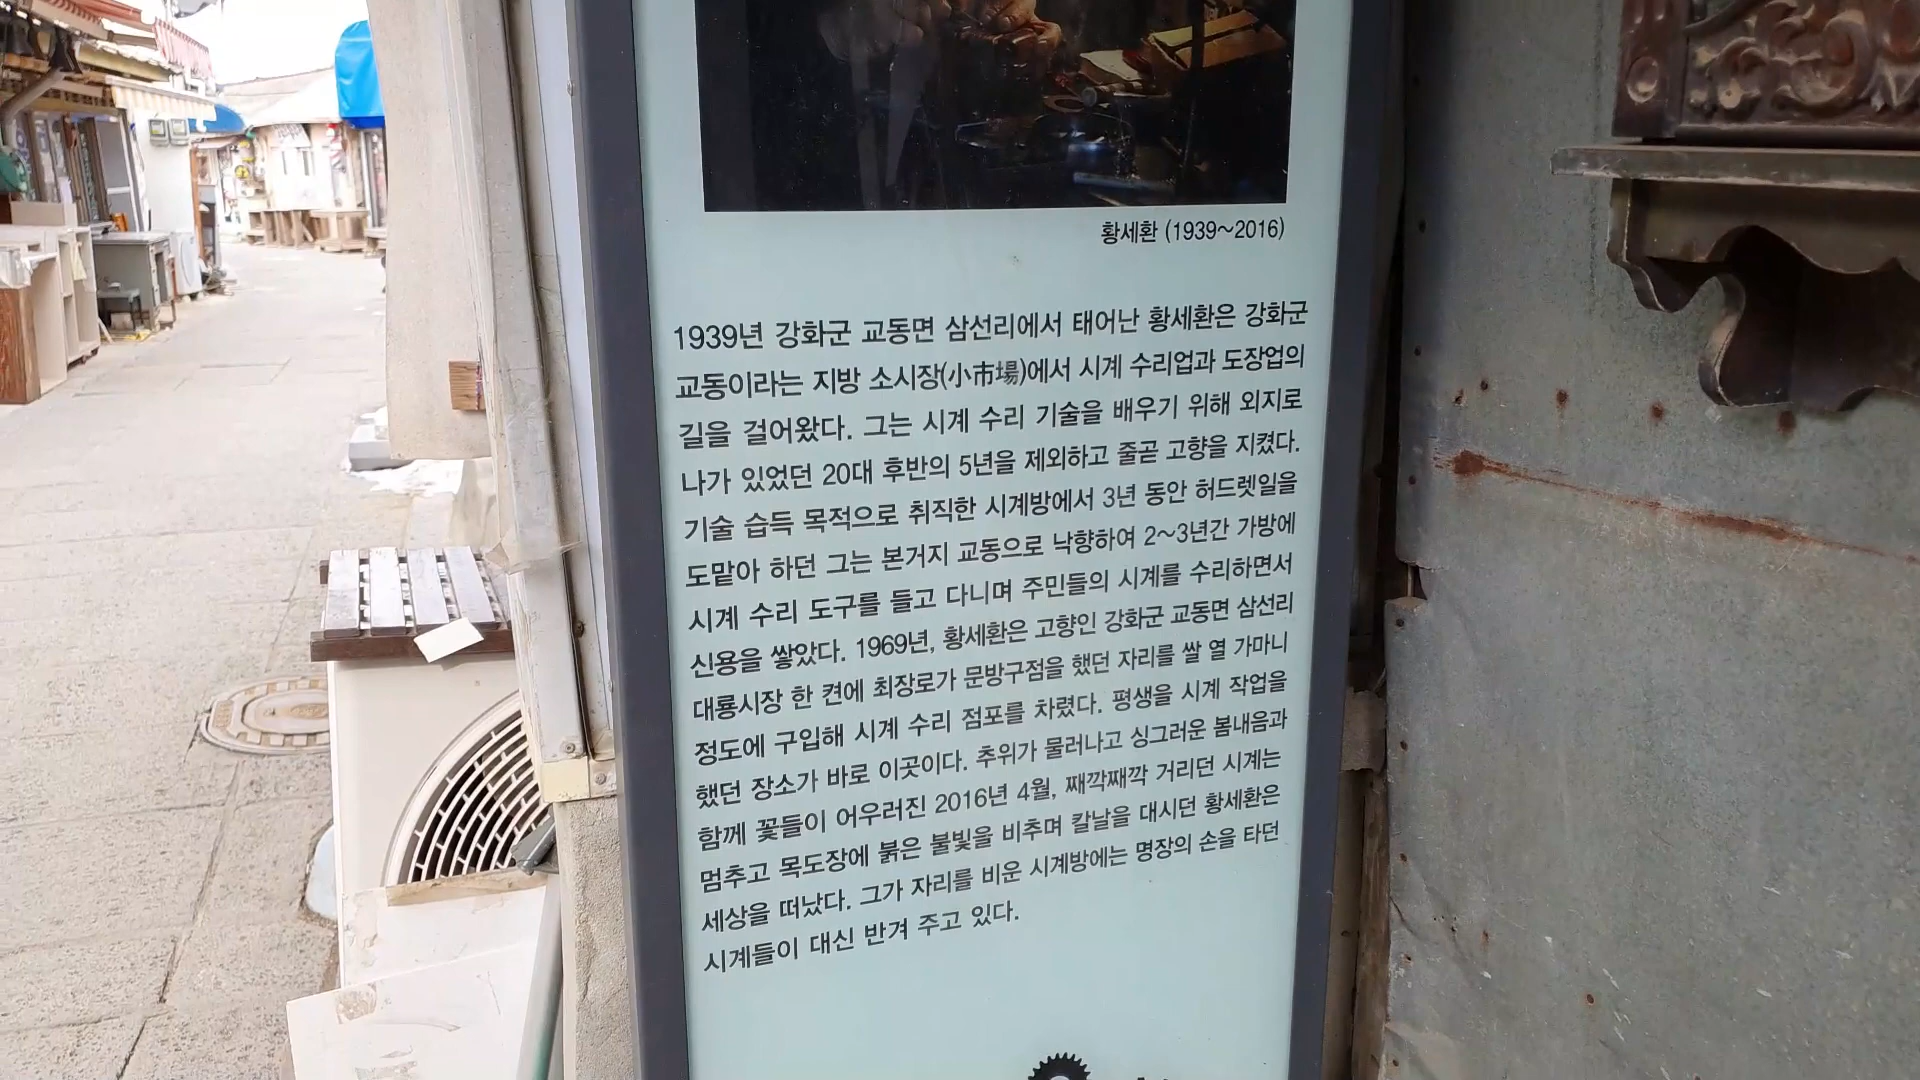 황세환 (1939~2016)
1939년 강화군 교동면 삼선리에서 태어난 황세환은 강화군
교동이라는 지방 소시장(小市場)에서 시계 수리업과 도장업의
길을 걸어왔다. 그는 시계 수리 기술을 배우기 위해 외지로
나가 있었던 20대 후반의 5년을 제외하고 줄곧 고향을 지켰다.
기술 습득 목적으로 취직한 시계방에서 3년 동안 허드렛일을
도맡아 하던 그는 본거지 교동으로 낙향하여 2~3년간 가방에
시계 수리 도구를 들고 다니며 주민들의 시계를 수리하면서
신용을 쌓았다. 1969년, 황세환은 고향인 강화군 교동면 삼선리
대룡시장 한 켠에 최장로가 문방구점을 했던 자리를 쌀 열 가마니
정도에 구입해 시계 수리 점포를 차렸다. 평생을 시계 작업을
했던 장소가 바로 이곳이다. 추위가 물러나고 싱그러운 봄내음과
함께 꽃들이 어우러진 2016년 4월, 째깍째깍 거리던 시계는
멈추고 목도장에 붉은 불빛을 비추며 칼날을 대시던 황세환은
세상을 떠났다. 그가 자리를 비운 시계방에는 명장의 손을 타던
시계들이 대신 반겨 주고 있다.